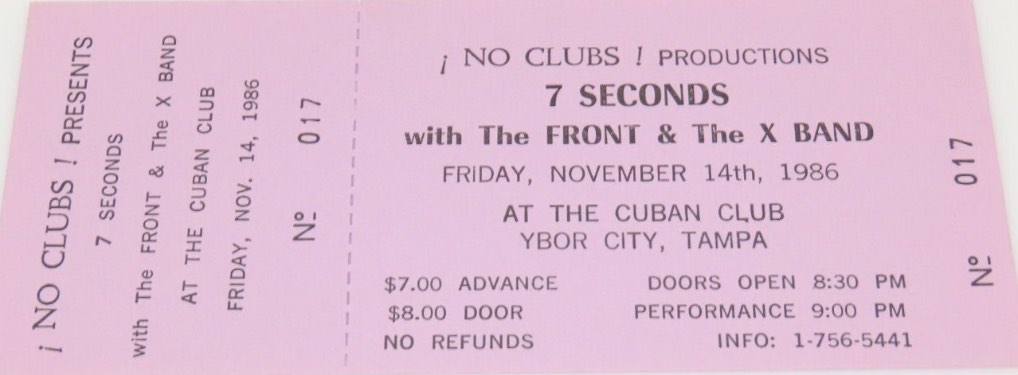 ¡ NO CLUBS ! PRESENTS
7 SECONDS
with The FRONT & The X BAND
AT THE CUBAN CLUB
FRIDAY, NOV. 14, 1986
Nº 017
¡ NO CLUBS ! PRODUCTIONS
7 SECONDS
with The FRONT & The X BAND
FRIDAY, NOVEMBER 14th, 1986
AT THE CUBAN CLUB
YBOR CITY, TAMPA
$7.00 ADVANCE
DOORS OPEN 8:30 PM
$8.00 DOOR
PERFORMANCE 9:00 PM
NO REFUNDS
INFO: 1-756-5441
Nº 017